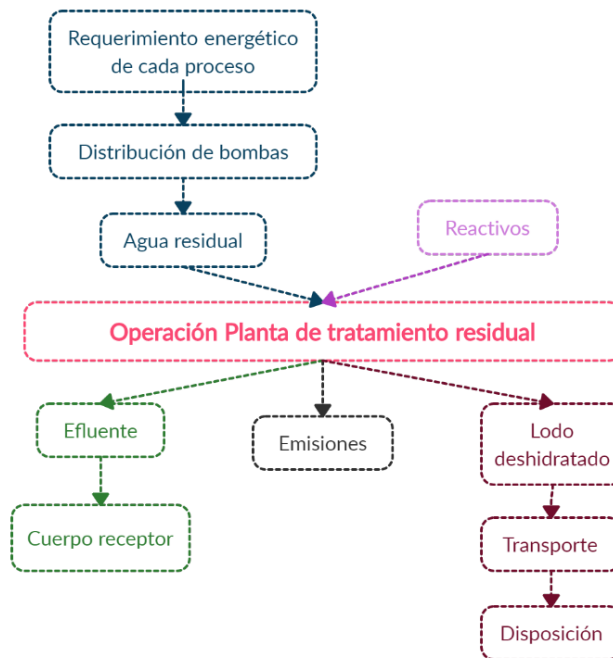 Requerimiento energético
de cada proceso
Distribución de bombas
Agua residual
Reactivos
Operación Planta de tratamiento residual
Efluente
Emisiones
Lodo
deshidratado
Cuerpo receptor
Transporte
Disposición